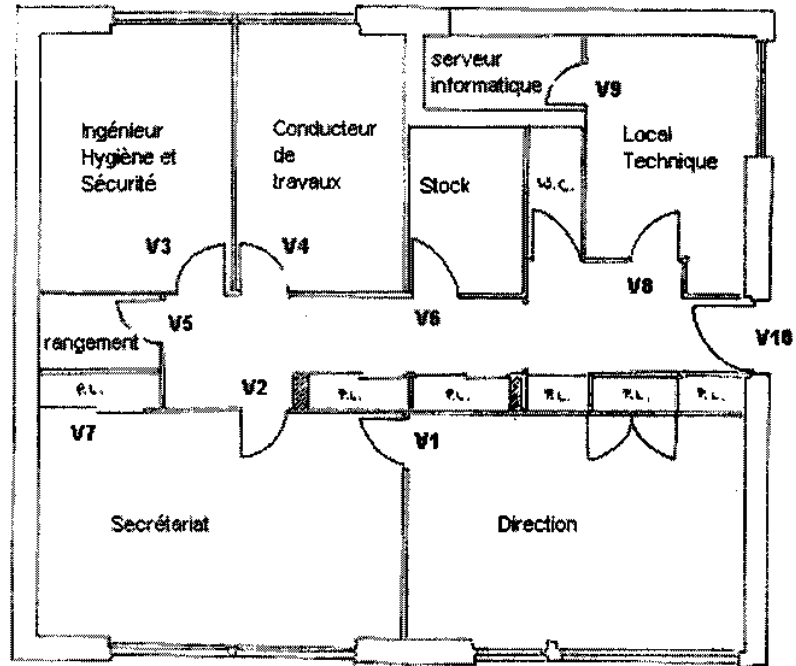 serveur
informatique
V9
Ingénieur
Hygiène et
Sécurité
Conducteur
de
travaux
Local
Technique
Stock
W.C.
V3
V4
V8
V5
V6
V10
rangement
P.L.
V2
P.L.
P.L.
P.L.
P.L.
P.L.
V7
V1
Secrétariat
Direction